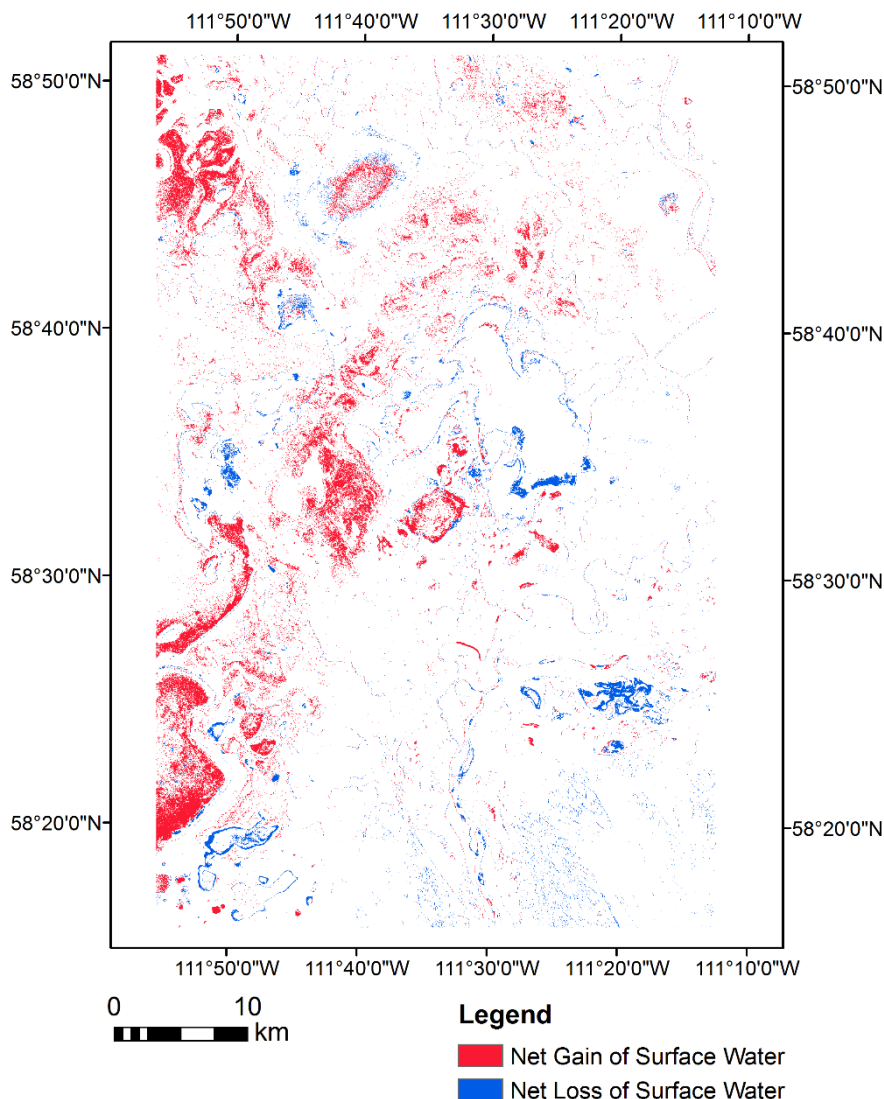 111°50'0"W 111°40'0"W 111°30'0"W 111°20'0"W 111°10'0"W
58°50'0"N 58°50'0"N
58°40'0"N 58°40'0"N
58°30'0"N 58°30'0"N
58°20'0"N 58°20'0"N
111°50'0"W 111°40'0"W 111°30'0"W 111°20'0"W 111°10'0"W
0 10
km
Legend
Net Gain of Surface Water
Net Loss of Surface Water